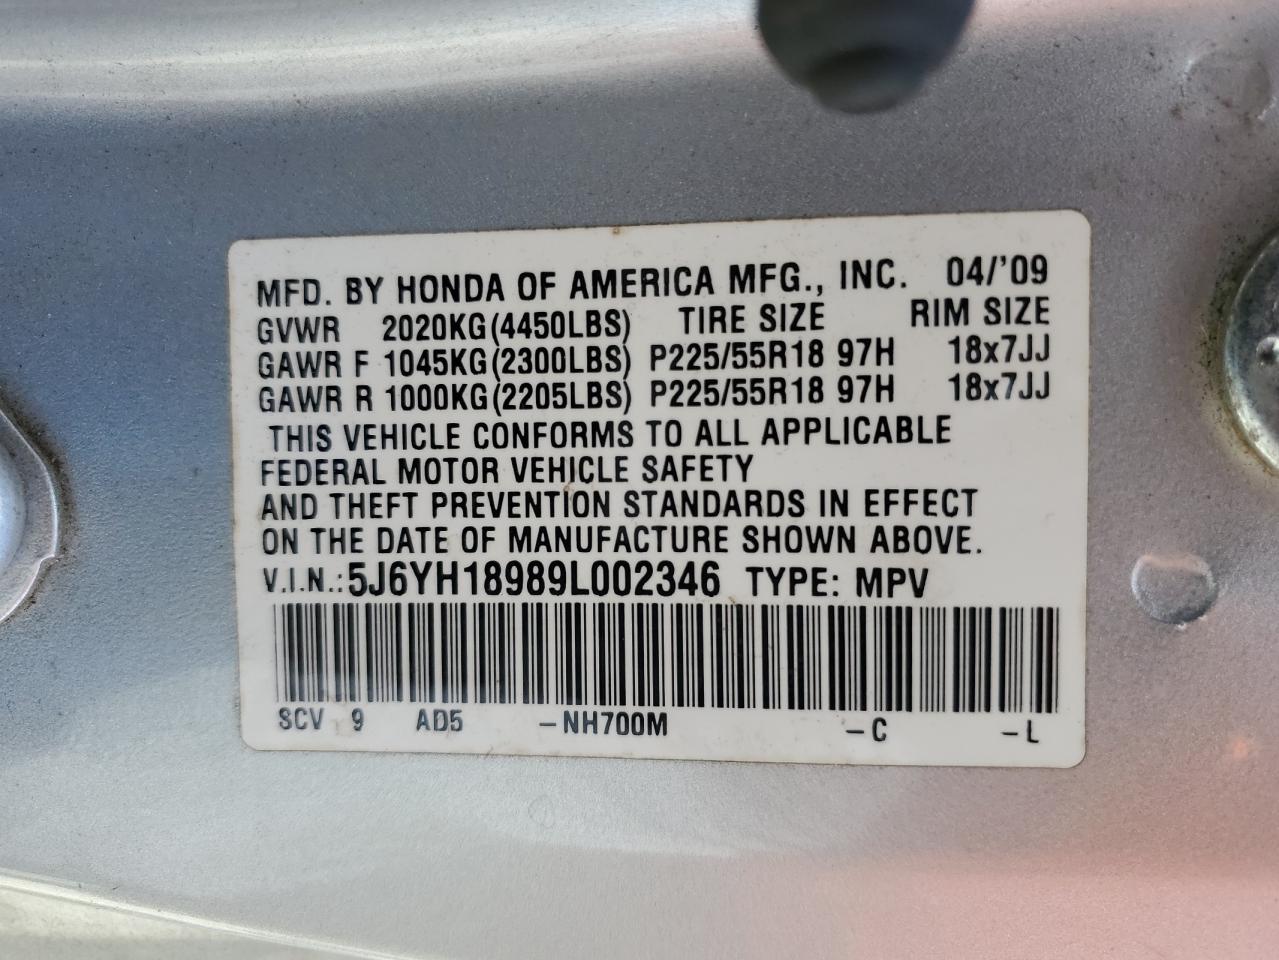 MFD. BY HONDA OF AMERICA MFG., INC. 04/'09
GVWR 2020KG(4450LBS) TIRE SIZE RIM SIZE
GAWR F 1045KG(2300LBS) P225/55R18 97H 18x7JJ
GAWR R 1000KG(2205LBS) P225/55R18 97H 18x7JJ
THIS VEHICLE CONFORMS TO ALL APPLICABLE
FEDERAL MOTOR VEHICLE SAFETY
AND THEFT PREVENTION STANDARDS IN EFFECT
ON THE DATE OF MANUFACTURE SHOWN ABOVE.
V.I.N.:5J6YH18989L002346 TYPE: MPV
SCV 9 AD5 -NH700M -C -L